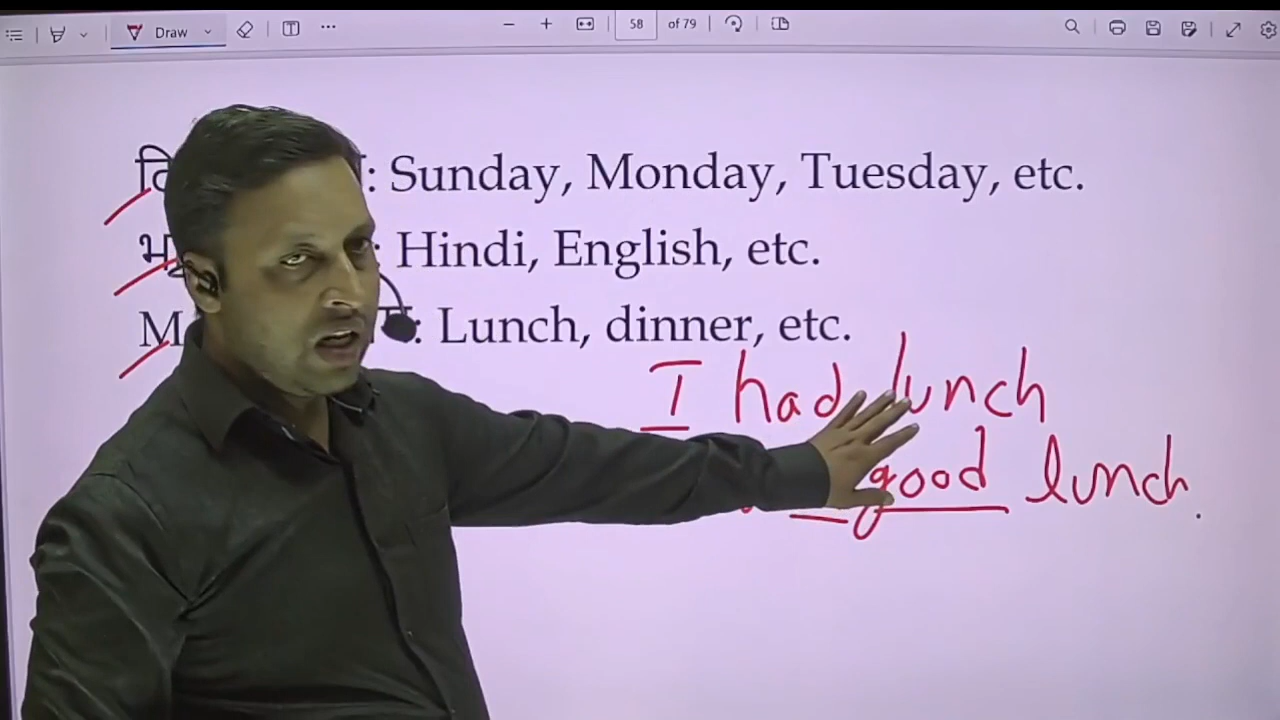 Draw
58 of 79
: Sunday, Monday, Tuesday, etc.
: Hindi, English, etc.
: Lunch, dinner, etc.
I had lunch
good lunch.